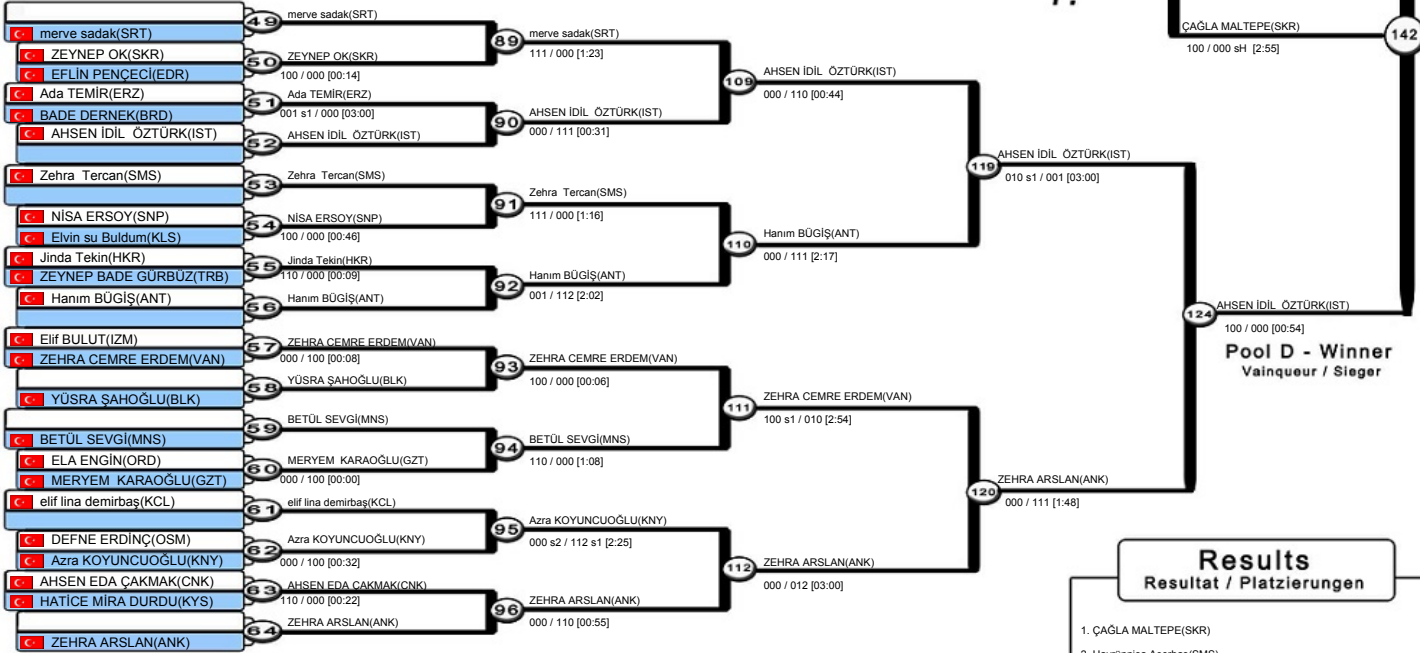 merve sadak(SRT)
ZEYNEP OK(SKR)
EFLİN PENÇECİ(EDR)
Ada TEMİR(ERZ)
BADE DERNEK(BRD)
AHSEN İDİL ÖZTÜRK(IST)
Zehra Tercan(SMS)
NİSA ERSOY(SNP)
Elvin su Buldum(KLS)
Jinda Tekin(HKR)
ZEYNEP BADE GÜRBÜZ(TRB)
Hanım BÜGİŞ(ANT)
Elif BULUT(IZM)
ZEHRA CEMRE ERDEM(VAN)
YÜSRA ŞAHOĞLU(BLK)
BETÜL SEVGİ(MNS)
ELA ENGİN(ORD)
MERYEM KARAOĞLU(GZT)
elif lina demirbaş(KCL)
DEFNE ERDİNÇ(OSM)
Azra KOYUNCUOĞLU(KNY)
AHSEN EDA ÇAKMAK(CNK)
HATİCE MİRA DURDU(KYS)
ZEHRA ARSLAN(ANK)
49
merve sadak(SRT)
50
ZEYNEP OK(SKR)
100 / 000 [00:14]
51
Ada TEMİR(ERZ)
001 s1 / 000 [03:00]
52
AHSEN İDİL ÖZTÜRK(IST)
53
Zehra Tercan(SMS)
54
NİSA ERSOY(SNP)
100 / 000 [00:46]
55
Jinda Tekin(HKR)
110 / 000 [00:09]
56
Hanım BÜGİŞ(ANT)
57
ZEHRA CEMRE ERDEM(VAN)
000 / 100 [00:08]
58
YÜSRA ŞAHOĞLU(BLK)
59
BETÜL SEVGİ(MNS)
60
MERYEM KARAOĞLU(GZT)
000 / 100 [00:00]
61
elif lina demirbaş(KCL)
62
Azra KOYUNCUOĞLU(KNY)
000 / 100 [00:32]
63
AHSEN EDA ÇAKMAK(CNK)
110 / 000 [00:22]
64
ZEHRA ARSLAN(ANK)
89
merve sadak(SRT)
111 / 000 [1:23]
90
AHSEN İDİL ÖZTÜRK(IST)
000 / 111 [00:31]
91
Zehra Tercan(SMS)
111 / 000 [1:16]
92
Hanım BÜGİŞ(ANT)
001 / 112 [2:02]
93
ZEHRA CEMRE ERDEM(VAN)
100 / 000 [00:06]
94
BETÜL SEVGİ(MNS)
110 / 000 [1:08]
95
Azra KOYUNCUOĞLU(KNY)
000 s2 / 112 s1 [2:25]
96
ZEHRA ARSLAN(ANK)
000 / 110 [00:55]
109
AHSEN İDİL ÖZTÜRK(IST)
000 / 110 [00:44]
110
Hanım BÜGİŞ(ANT)
000 / 111 [2:17]
111
ZEHRA CEMRE ERDEM(VAN)
100 s1 / 010 [2:54]
112
ZEHRA ARSLAN(ANK)
000 / 012 [03:00]
119
AHSEN İDİL ÖZTÜRK(IST)
010 s1 / 001 [03:00]
120
ZEHRA ARSLAN(ANK)
000 / 111 [1:48]
124
AHSEN İDİL ÖZTÜRK(IST)
100 / 000 [00:54]
Pool D - Winner
Vainqueur / Sieger
ÇAĞLA MALTEPE(SKR)
100 / 000 sH [2:55]
142
Results
Resultat / Platzierungen
1. ÇAĞLA MALTEPE(SKR)